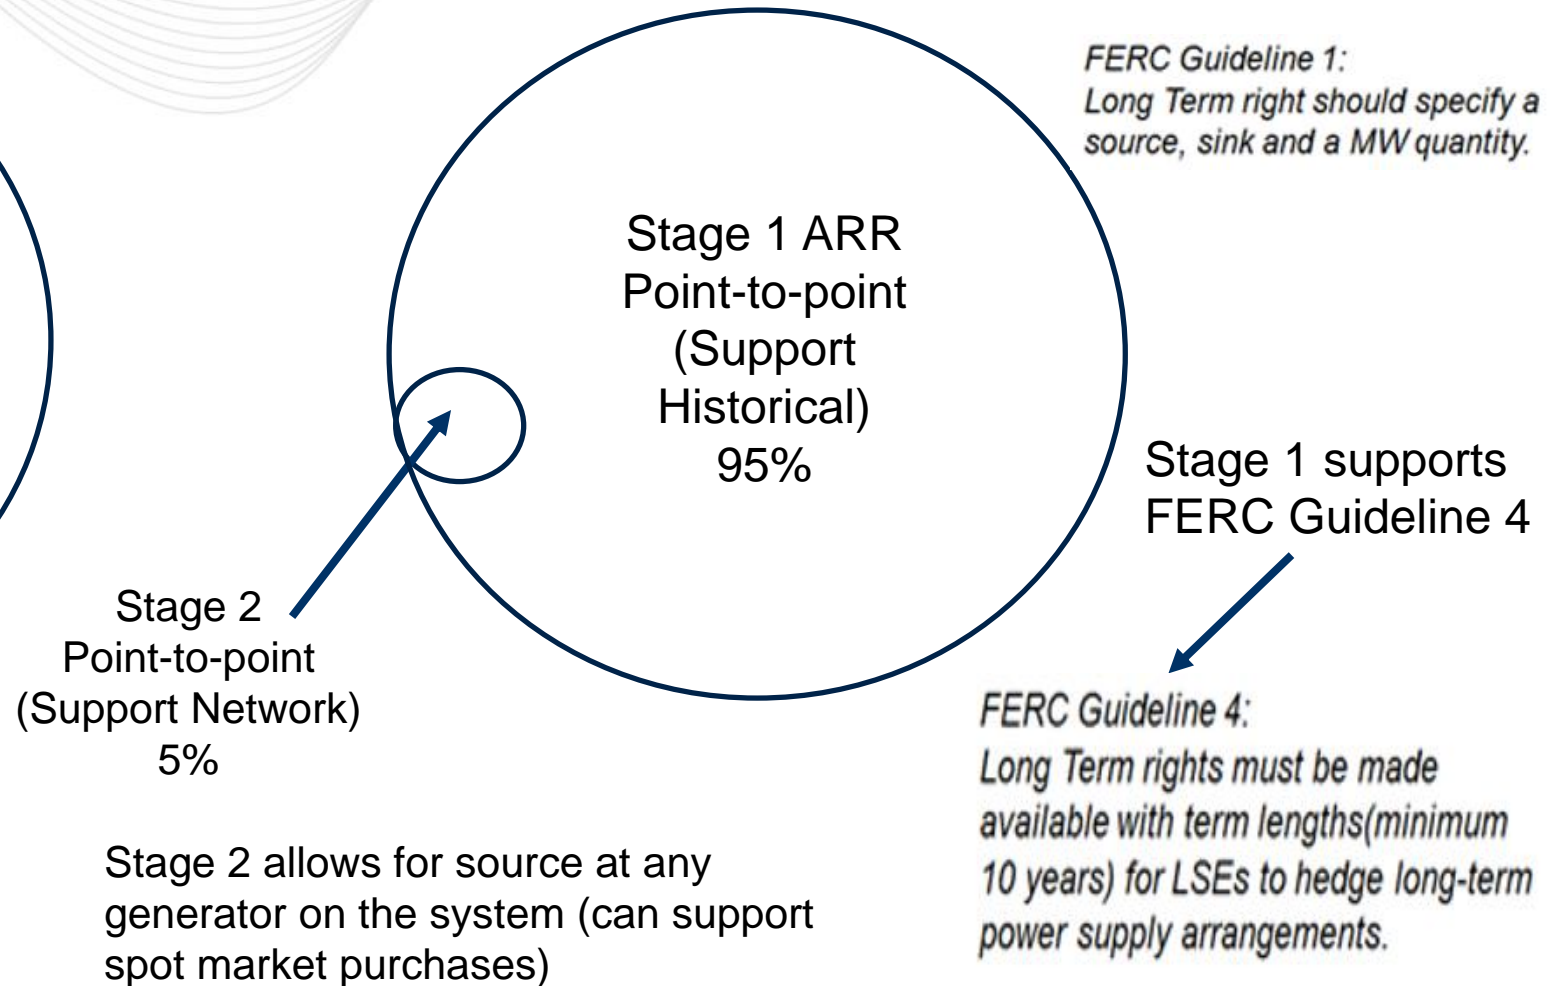 FERC Guideline 1:
Long Term right should specify a
source, sink and a MW quantity.
Stage 1 ARR
Point-to-point
(Support
Historical)
95%
Stage 1 supports
FERC Guideline 4
Stage 2
Point-to-point
(Support Network)
5%
FERC Guideline 4:
Long Term rights must be made
available with term lengths(minimum
10 years) for LSEs to hedge long-term
power supply arrangements.
Stage 2 allows for source at any
generator on the system (can support
spot market purchases)